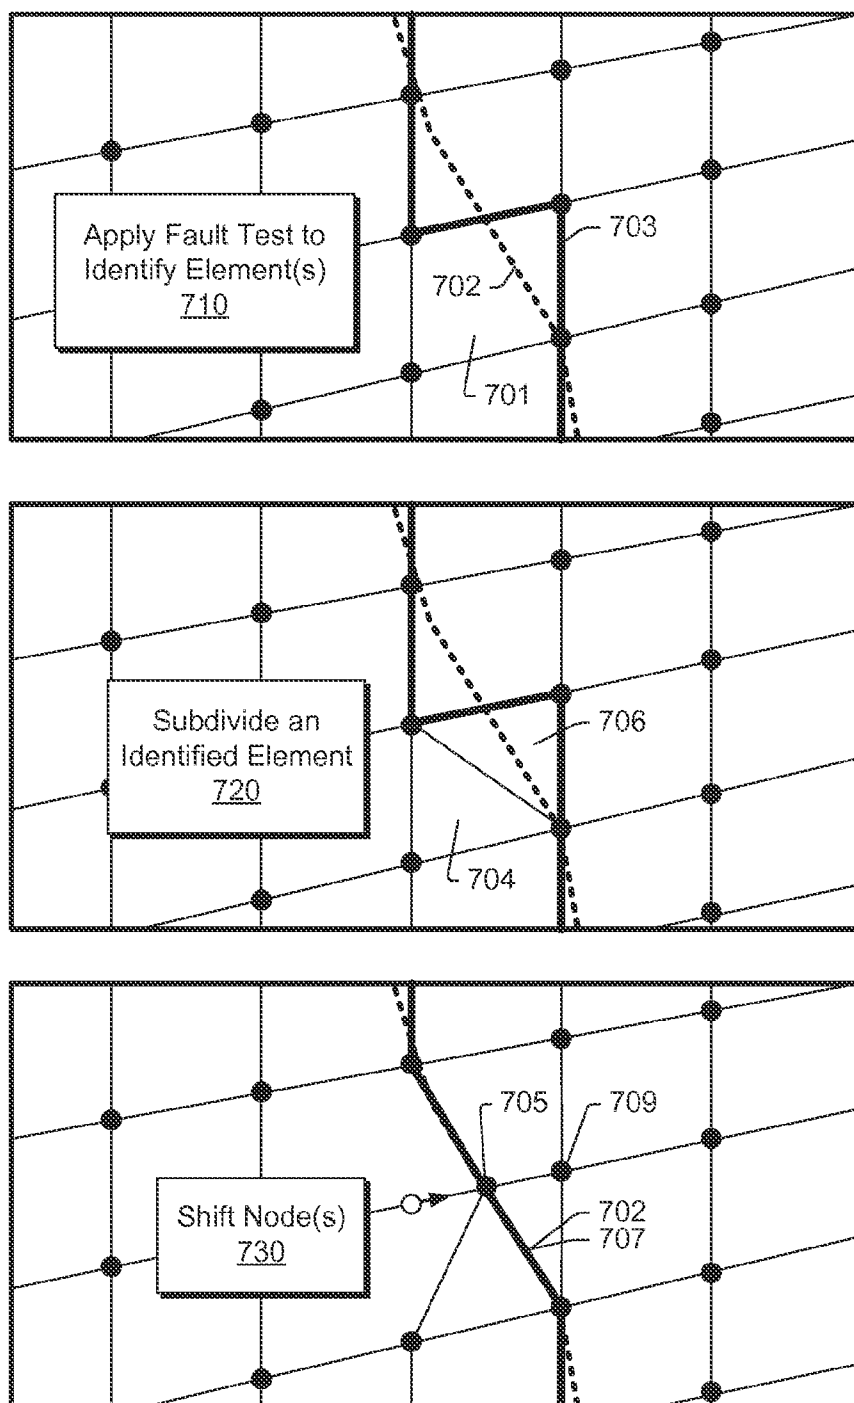 703
Apply Fault Test to
Identify Element(s)
710
702
701
706
Subdivide an
Identified Element
720
704
705
709
Shift Node(s)
730
702
707